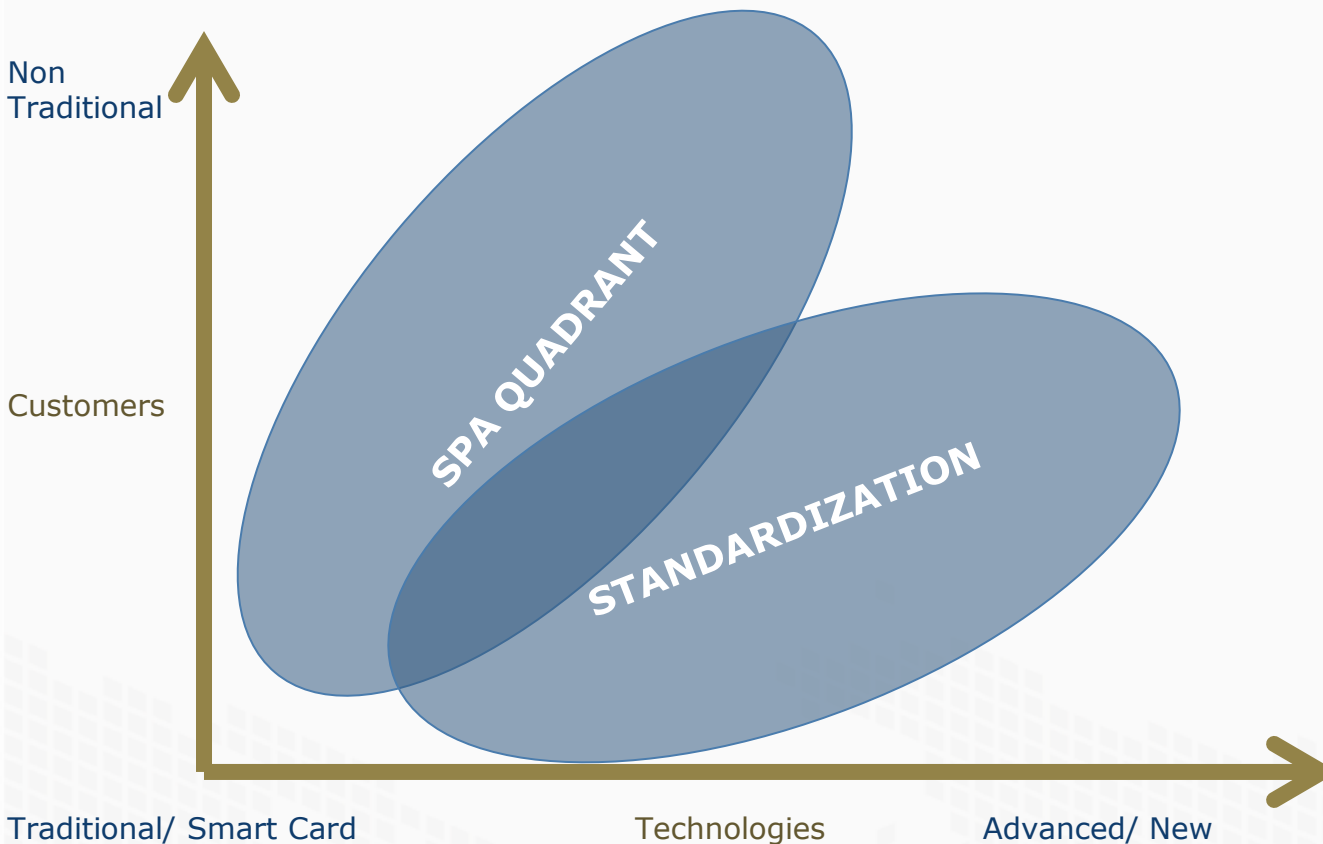 Non
Traditional
SPA QUADRANT
Customers
STANDARDIZATION
Traditional/ Smart Card
Technologies
Advanced/ New